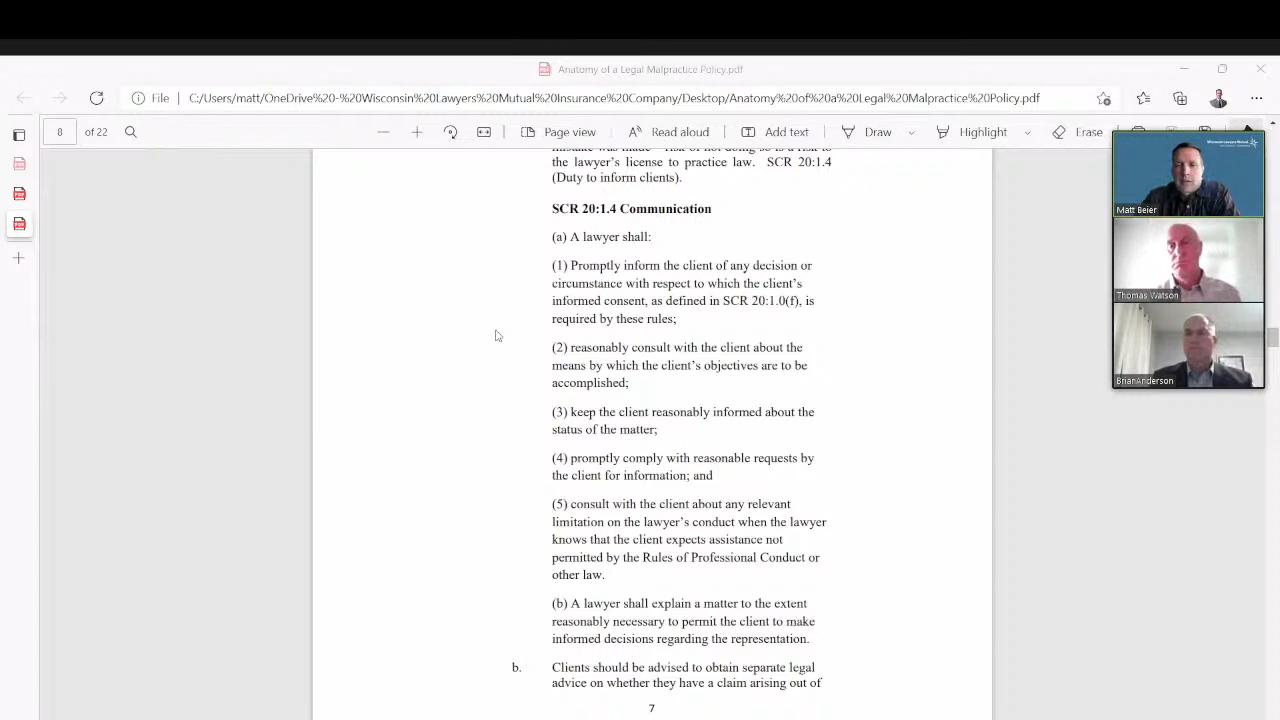 Anatomy of a Legal Malpractice Policy.pdf
File
C:/Users/matt/OneDrive%20-%20Wisconsin%20Lawyers%20Mutual%20Insurance%20Company/Desktop/Anatomy%20of%20a%20Legal%20Malpractice%20Policy.pdf
8 of 22
Page view
Read aloud
Add text
Draw
Highlight
Erase
mistake was made
the lawyer's license to practice law. SCR 20:1.4
(Duty to inform clients).
SCR 20:1.4 Communication
(a) A lawyer shall:
(1) Promptly inform the client of any decision or
circumstance with respect to which the client's
informed consent, as defined in SCR 20:1.0(f), is
required by these rules;
(2) reasonably consult with the client about the
means by which the client's objectives are to be
accomplished;
(3) keep the client reasonably informed about the
status of the matter;
(4) promptly comply with reasonable requests by
the client for information; and
(5) consult with the client about any relevant
limitation on the lawyer's conduct when the lawyer
knows that the client expects assistance not
permitted by the Rules of Professional Conduct or
other law.
(b) A lawyer shall explain a matter to the extent
reasonably necessary to permit the client to make
informed decisions regarding the representation.
b. Clients should be advised to obtain separate legal
advice on whether they have a claim arising out of
7
Wisconsin Lawyers Mutual
Matt Beier
Thomas Watson
BrianAnderson